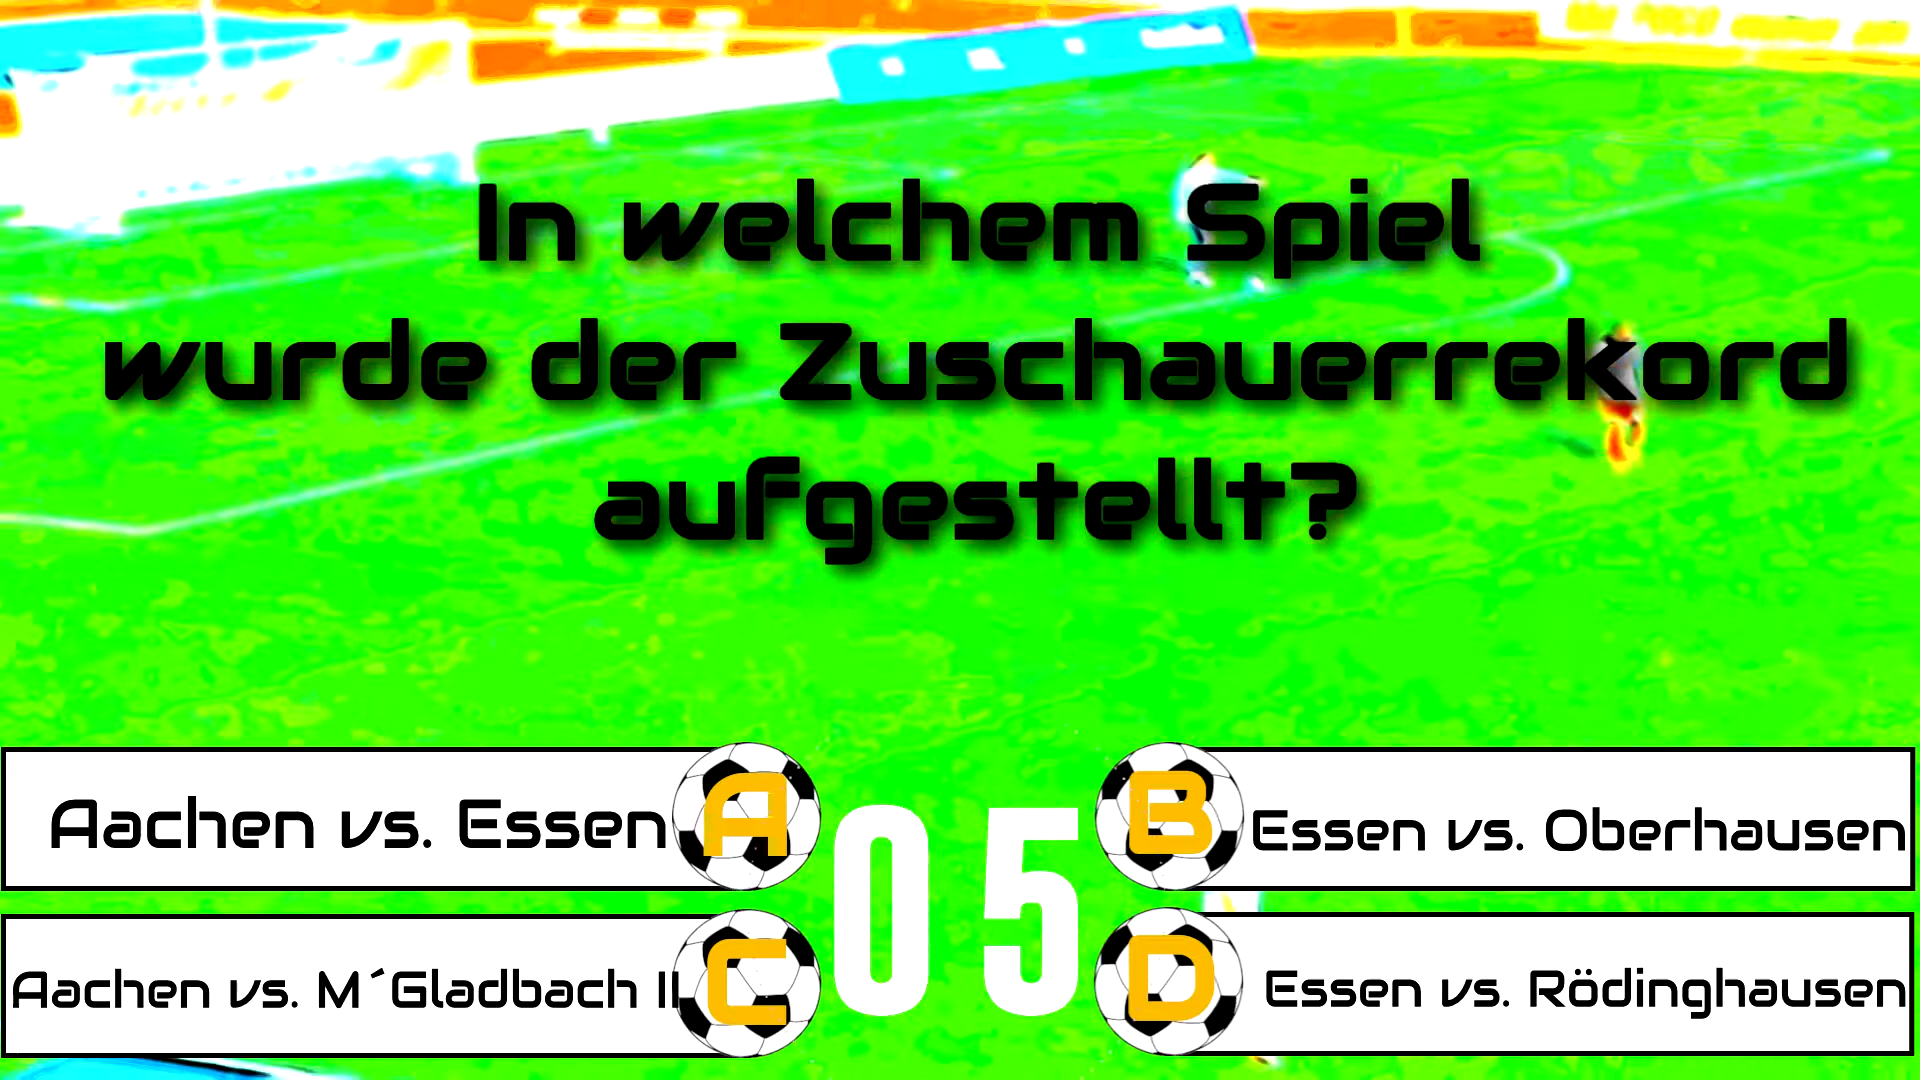 In welchem Spiel
wurde der Zuschauerrekord
aufgestellt?
Aachen vs. Essen A
05
B Essen vs. Oberhausen
Aachen vs. M´Gladbach II C
D Essen vs. Rödinghausen